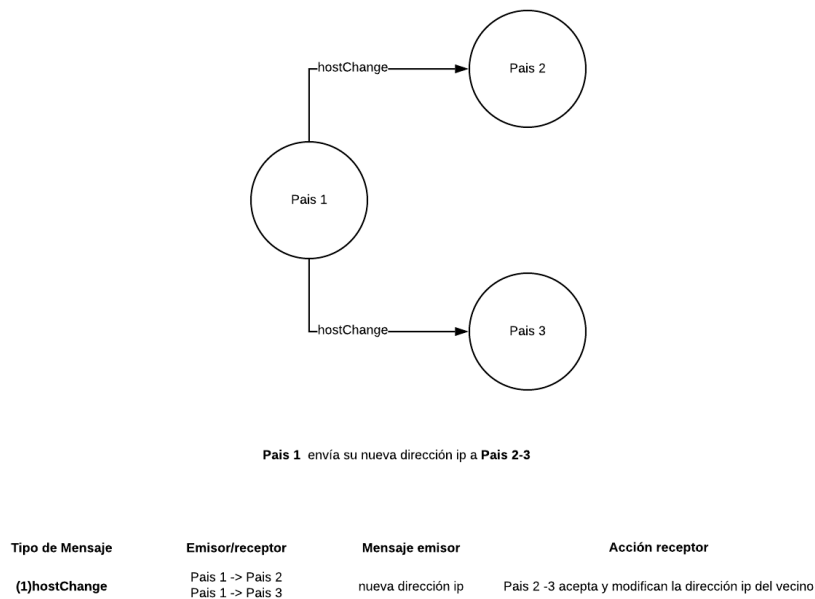 hostChange
Pais 2
Pais 1
hostChange
Pais 3
Pais 1 envía su nueva dirección ip a Pais 2-3
Tipo de Mensaje Emisor/receptor Mensaje emisor Acción receptor
(1)hostChange Pais 1 -> Pais 2 nueva dirección ip Pais 2 -3 acepta y modifican la dirección ip del vecino
Pais 1 -> Pais 3